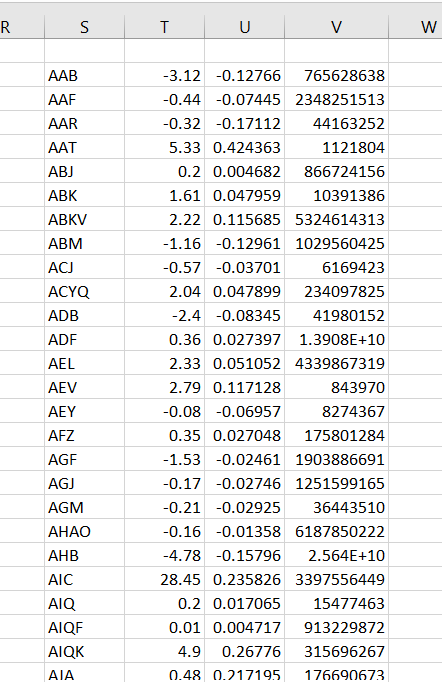 R S T U V W
AAB -3.12 -0.12766 765628638
AAF -0.44 -0.07445 2348251513
AAR -0.32 -0.17112 44163252
AAT 5.33 0.424363 1121804
ABJ 0.2 0.004682 866724156
ABK 1.61 0.047959 10391386
ABKV 2.22 0.115685 5324614313
ABM -1.16 -0.12961 1029560425
ACJ -0.57 -0.03701 6169423
ACYQ 2.04 0.047899 234097825
ADB -2.4 -0.08345 41980152
ADF 0.36 0.027397 1.3908E+10
AEL 2.33 0.051052 4339867319
AEV 2.79 0.117128 843970
AEY -0.08 -0.06957 8274367
AFZ 0.35 0.027048 175801284
AGF -1.53 -0.02461 1903886691
AGJ -0.17 -0.02746 1251599165
AGM -0.21 -0.02925 36443510
AHAO -0.16 -0.01358 6187850222
AHB -4.78 -0.15796 2.564E+10
AIC 28.45 0.235826 3397556449
AIQ 0.2 0.017065 15477463
AIQF 0.01 0.004717 913229872
AIQK 4.9 0.26776 315696267
AJA 0.48 0.217195 176690673